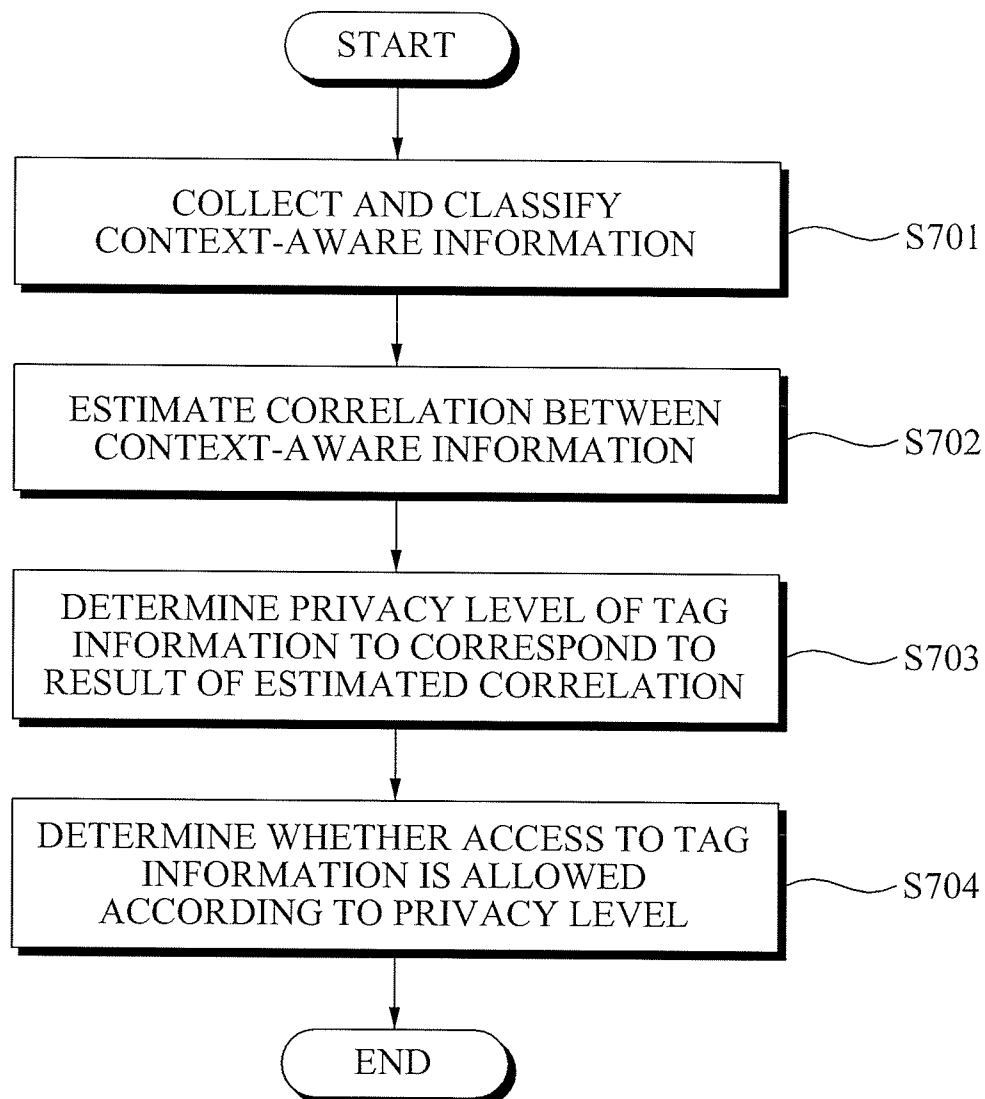 START
COLLECT AND CLASSIFY
CONTEXT-AWARE INFORMATION
S701
ESTIMATE CORRELATION BETWEEN
CONTEXT-AWARE INFORMATION
S702
DETERMINE PRIVACY LEVEL OF TAG
INFORMATION TO CORRESPOND TO
RESULT OF ESTIMATED CORRELATION
S703
DETERMINE WHETHER ACCESS TO TAG
INFORMATION IS ALLOWED
ACCORDING TO PRIVACY LEVEL
S704
END